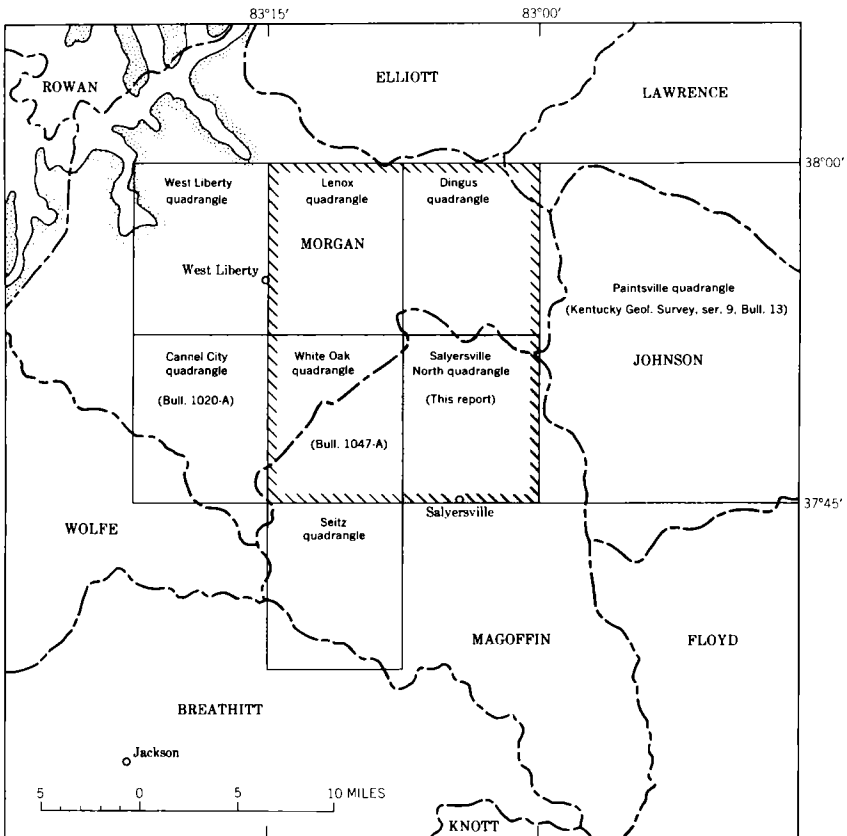 83°15'
83°00'
ELLIOTT
ROWAN
LAWRENCE
38°00'
West Liberty
quadrangle
Lenox
quadrangle
Dingus
quadrangle
MORGAN
West Liberty
Paintsville quadrangle
(Kentucky Geol. Survey, ser. 9, Bull. 13)
Cannel City
quadrangle
(Bull. 1020-A)
White Oak
quadrangle
(Bull. 1047-A)
Salyersville
North quadrangle
(This report)
JOHNSON
37°45'
Salyersville
WOLFE
Seitz
quadrangle
MAGOFFIN
FLOYD
BREATHITT
Jackson
5 0 5 10 MILES
KNOTT